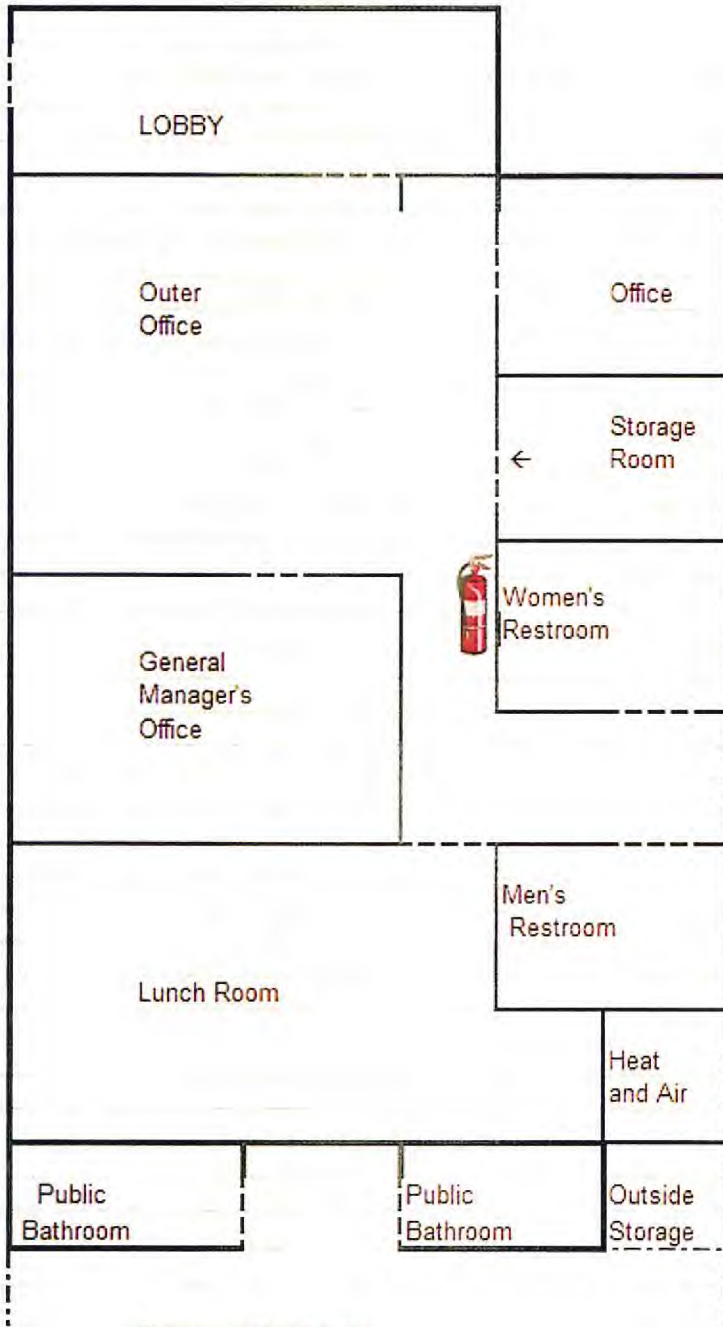 LOBBY
Outer
Office
Office
Storage
Room
Women's
Restroom
General
Manager's
Office
Men's
Restroom
Lunch Room
Heat
and Air
Public
Bathroom
Public
Bathroom
Outside
Storage